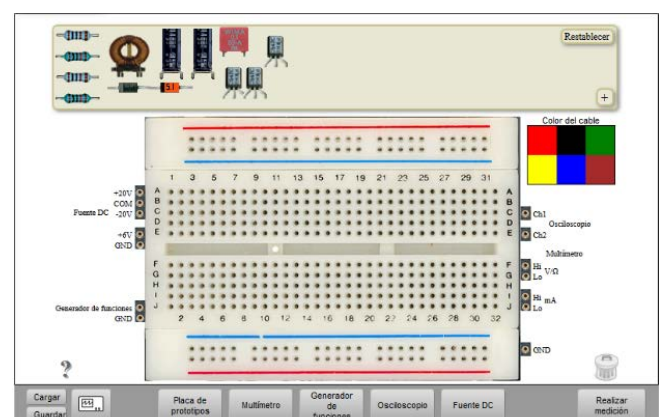 Restablecer
+
Color del cable
1 3 5 7 9 11 13 15 17 19 21 23 25 27 29 31
A A
B B
C C
D D
E E
+20V
COM
Fuente DC -20V
+6V
GND
Ch1
Osciloscopio
Ch2
Multímetro
F F
G G
H H
I I
J J
Hi
V/Ω
Lo
Hi
mA
Lo
Generador de funciones
GND
2 4 6 8 10 12 14 16 18 20 22 24 26 28 30 32
GND
?
Cargar
Guardar
Placa de
prototipos
Multímetro
Generador
de
funciones
Osciloscopio
Fuente DC
Realizar
medición